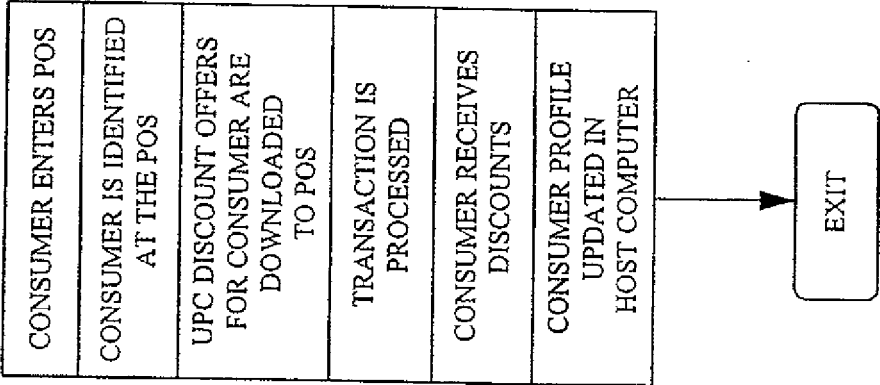 CONSUMER ENTERS POS
CONSUMER IS IDENTIFIED
AT THE POS
UPC DISCOUNT OFFERS
FOR CONSUMER ARE
DOWNLOADED
TO POS
TRANSACTION IS
PROCESSED
CONSUMER RECEIVES
DISCOUNTS
CONSUMER PROFILE
UPDATED IN
HOST COMPUTER
EXIT